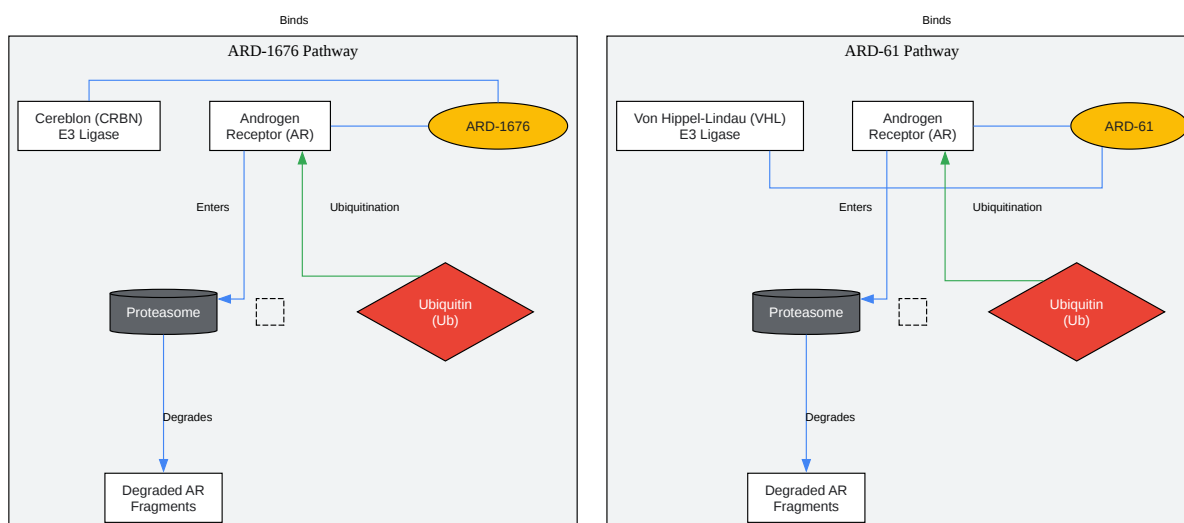 Binds
ARD-1676 Pathway
Cereblon (CRBN)
E3 Ligase
Androgen
Receptor (AR)
ARD-1676
Enters
Ubiquitination
Proteasome
Ubiquitin
(Ub)
Degrades
Degraded AR
Fragments
Binds
ARD-61 Pathway
Von Hippel-Lindau (VHL)
E3 Ligase
Androgen
Receptor (AR)
ARD-61
Enters
Ubiquitination
Proteasome
Ubiquitin
(Ub)
Degrades
Degraded AR
Fragments